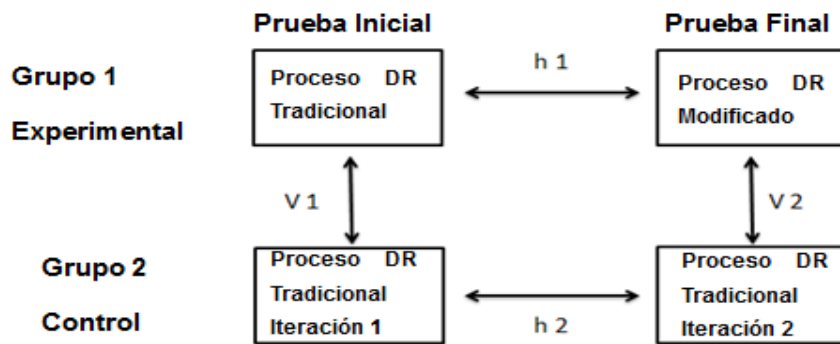 Prueba Inicial
Prueba Final
Grupo 1
Experimental
Proceso DR
Tradicional
h 1
Proceso DR
Modificado
V 1
V 2
Grupo 2
Control
Proceso DR
Tradicional
Iteración 1
h 2
Proceso DR
Tradicional
Iteración 2